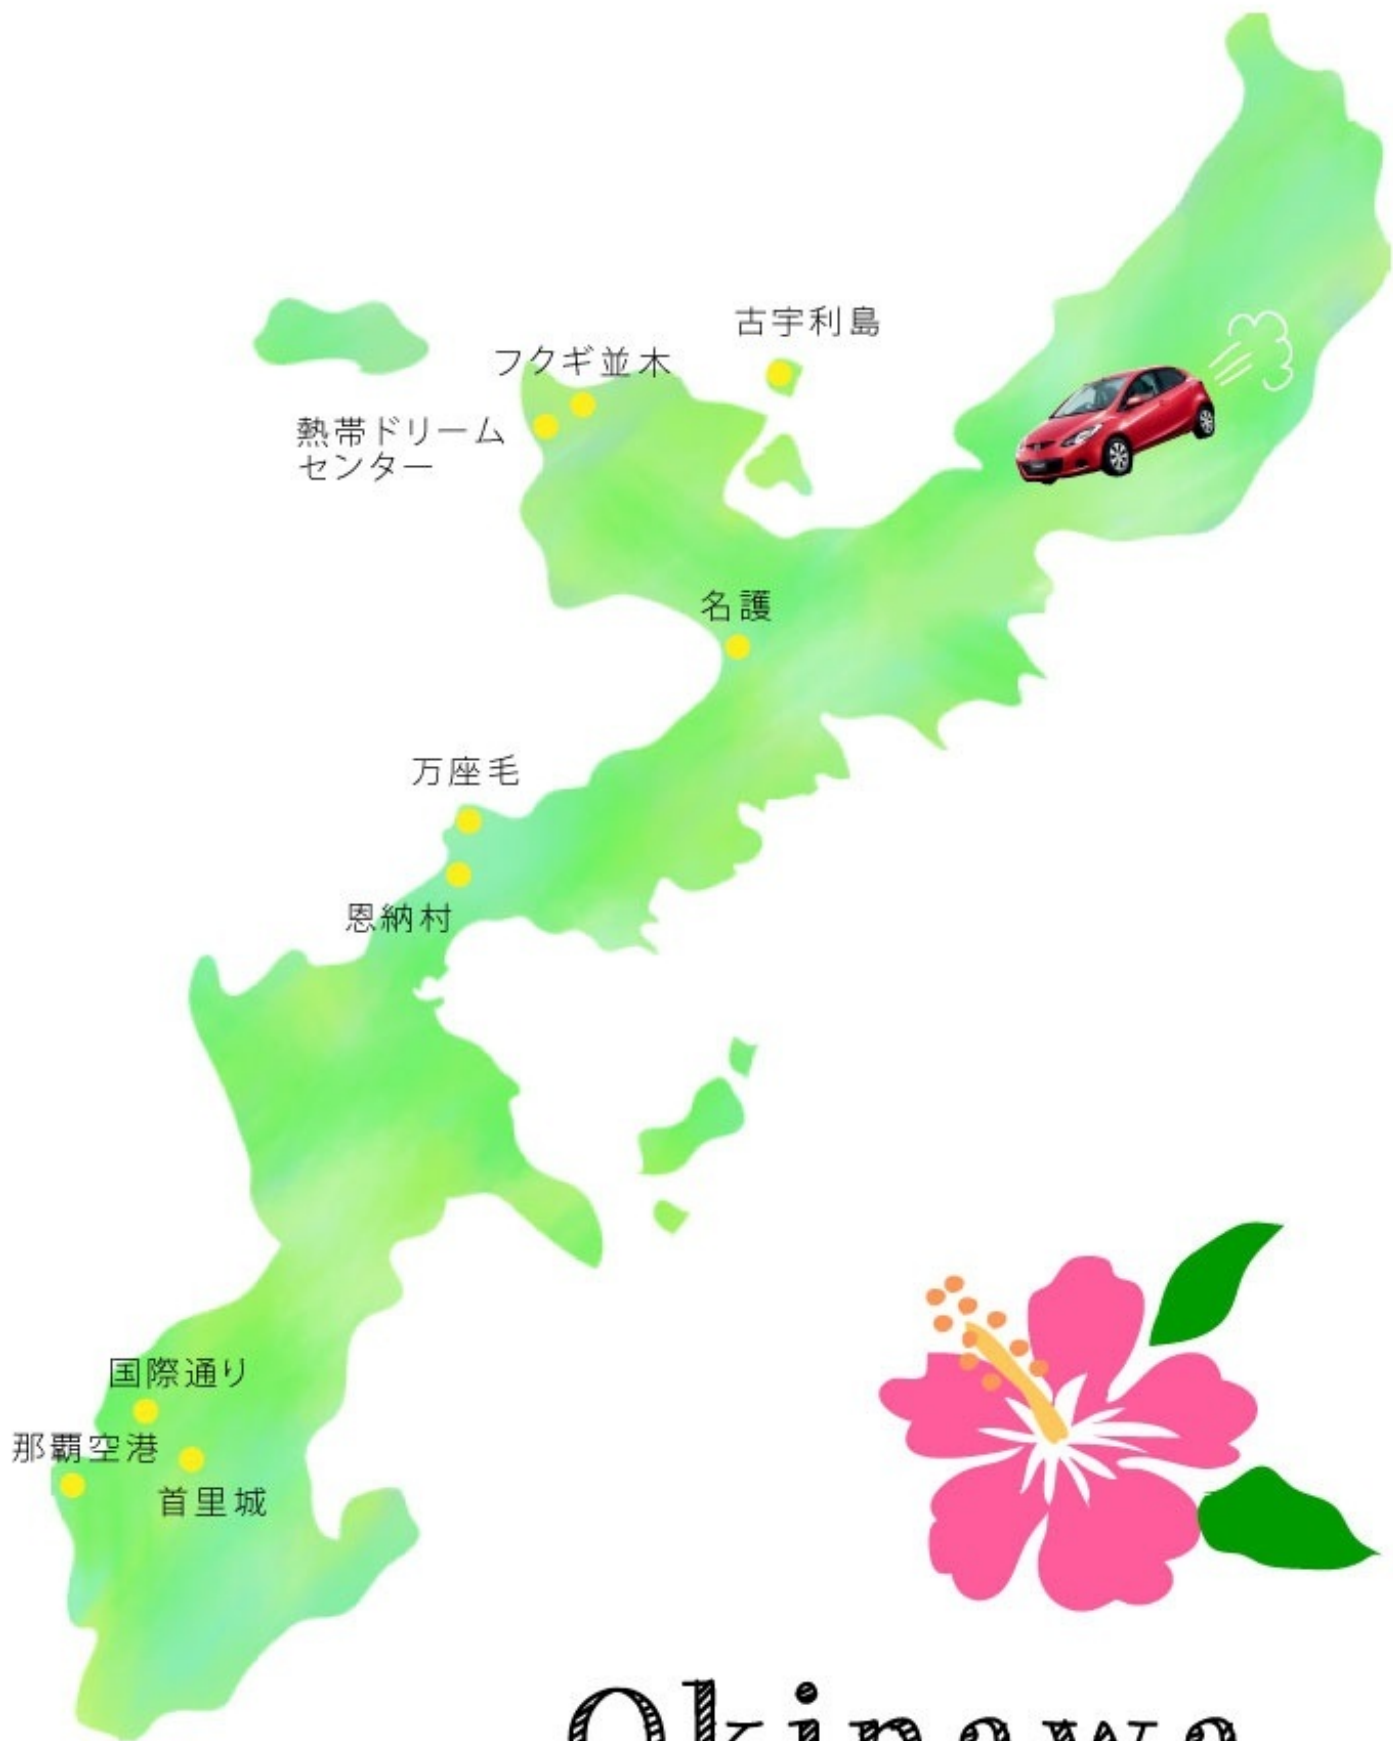 古宇利島
フクギ並木
熱帯ドリーム
センター
名護
万座毛
恩納村
国際通り
那覇空港
首里城
Okinawa